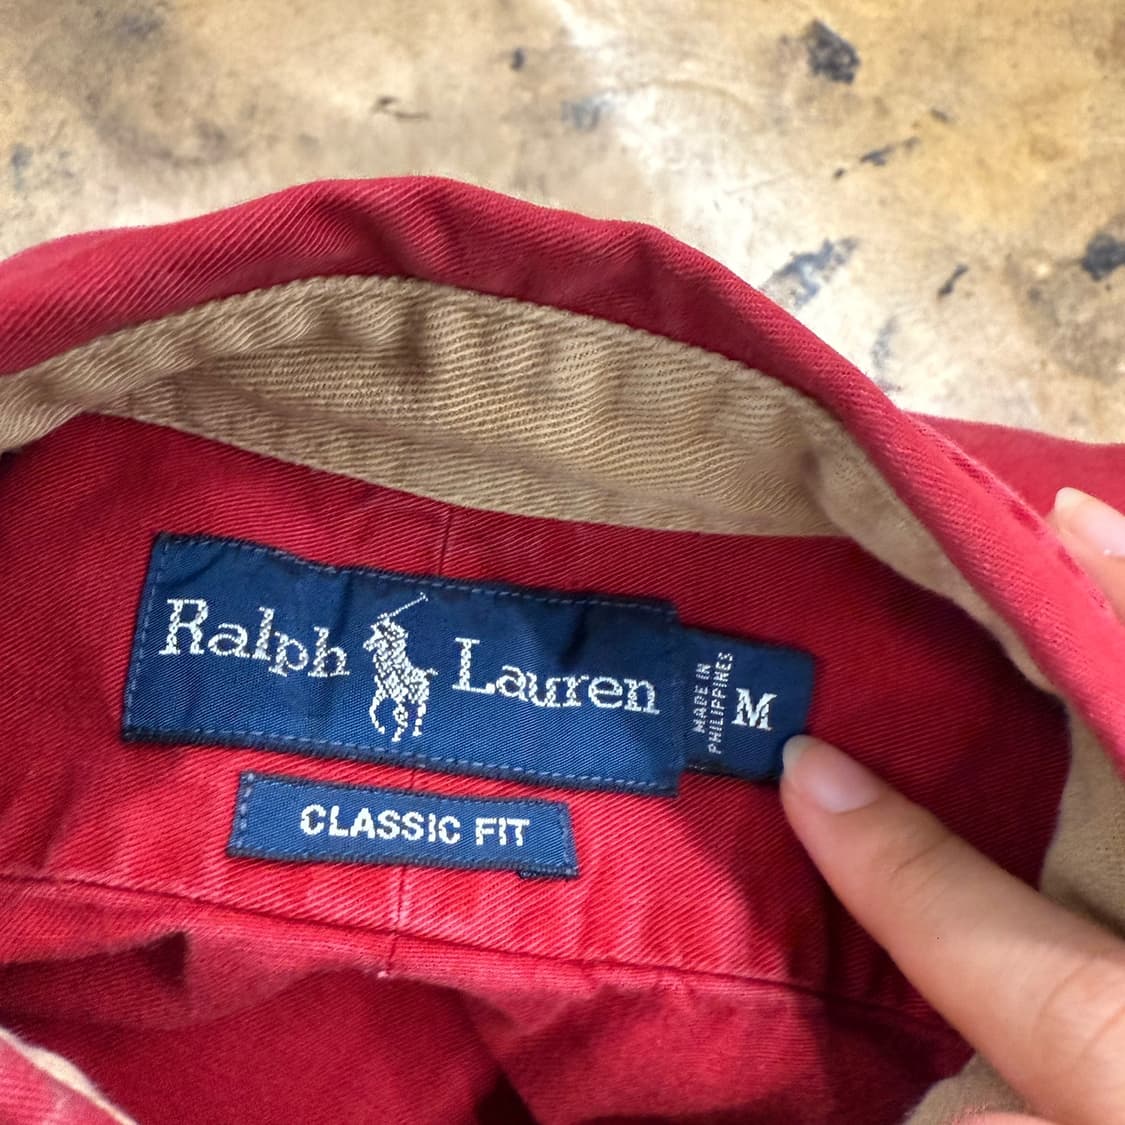 Ralph Lauren
MADE IN
PHILIPPINES
M
CLASSIC FIT